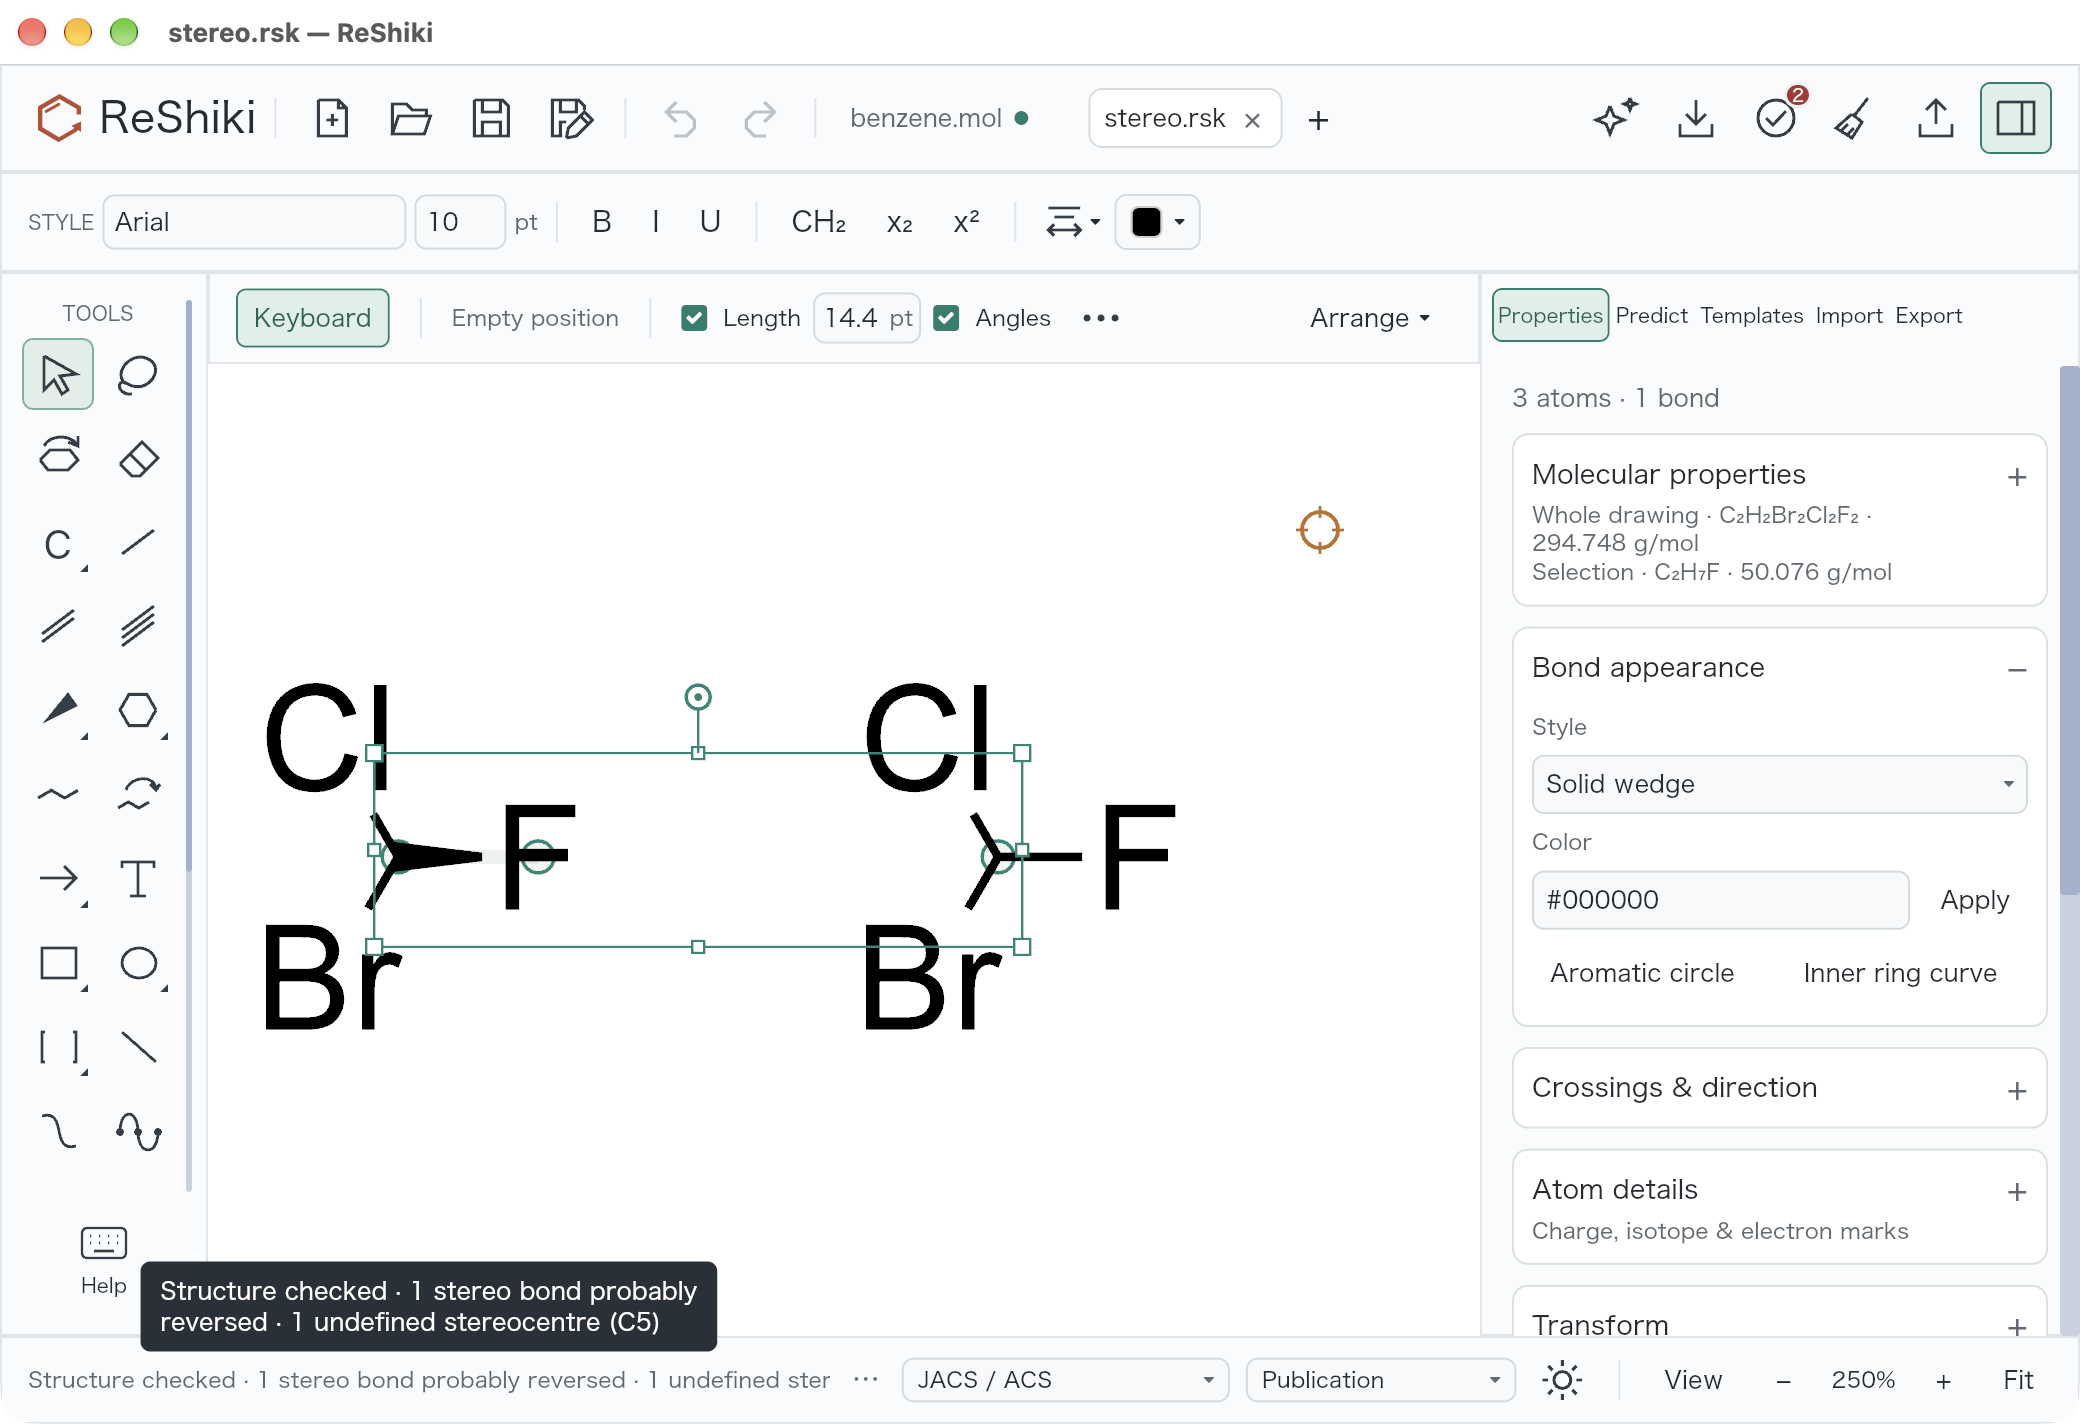 stereo.rsk — ReShiki
ReShiki
benzene.mol
stereo.rsk ×
+
2
STYLE
Arial
10
pt
B
I
U
CH₂
x₂
x²
TOOLS
Keyboard
Empty position
Length
14.4 pt
Angles
•••
Arrange
Properties
Predict
Templates
Import
Export
C
T
[ ]
Help
Cl
F
Br
Cl
F
Br
3 atoms · 1 bond
Molecular properties +
Whole drawing · C₂H₂Br₂Cl₂F₂ ·
294.748 g/mol
Selection · C₂H₇F · 50.076 g/mol
Bond appearance −
Style
Solid wedge
Color
#000000
Apply
Aromatic circle
Inner ring curve
Crossings & direction +
Atom details +
Charge, isotope & electron marks
Transform +
Structure checked · 1 stereo bond probably
reversed · 1 undefined stereocentre (C5)
Structure checked · 1 stereo bond probably reversed · 1 undefined ster
···
JACS / ACS
Publication
View
−
250%
+
Fit